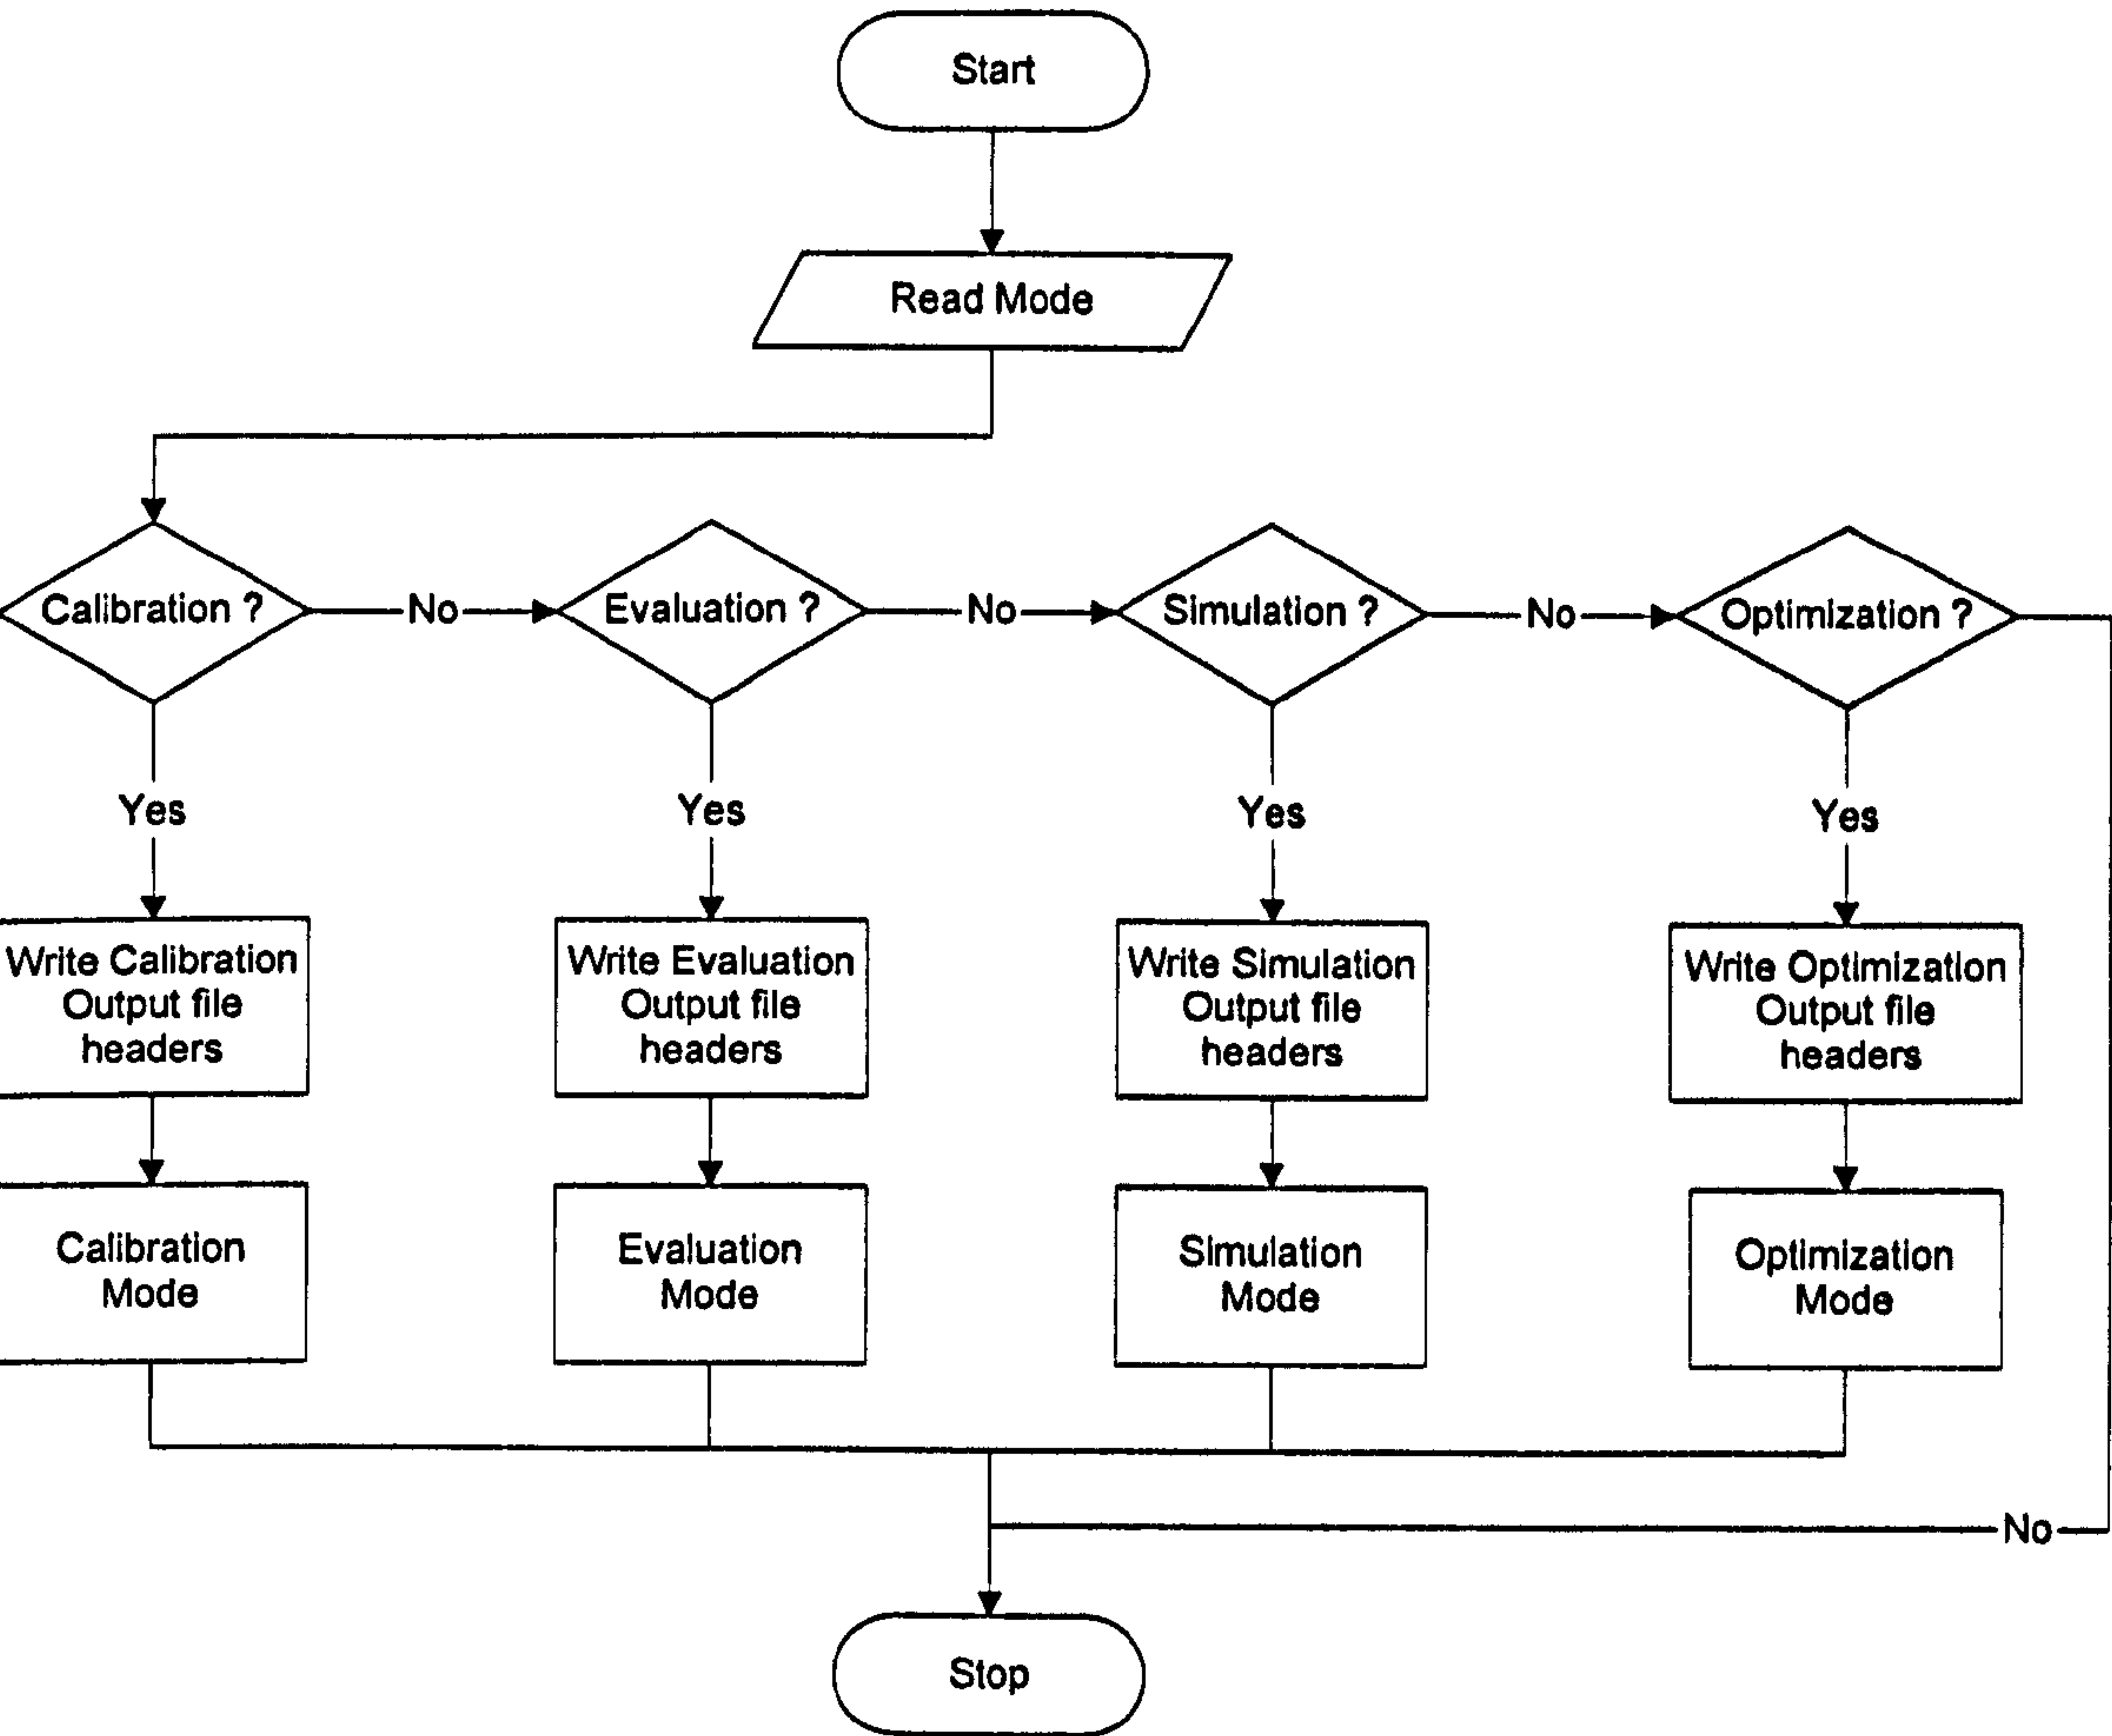 Start
Read Mode
Calibration ?
No
Evaluation ?
No
Simulation ?
No
Optimization ?
Yes
Yes
Yes
Yes
Write Calibration
Output file
headers
Write Evaluation
Output file
headers
Write Simulation
Output file
headers
Write Optimization
Output file
headers
Calibration
Mode
Evaluation
Mode
Simulation
Mode
Optimization
Mode
No
Stop